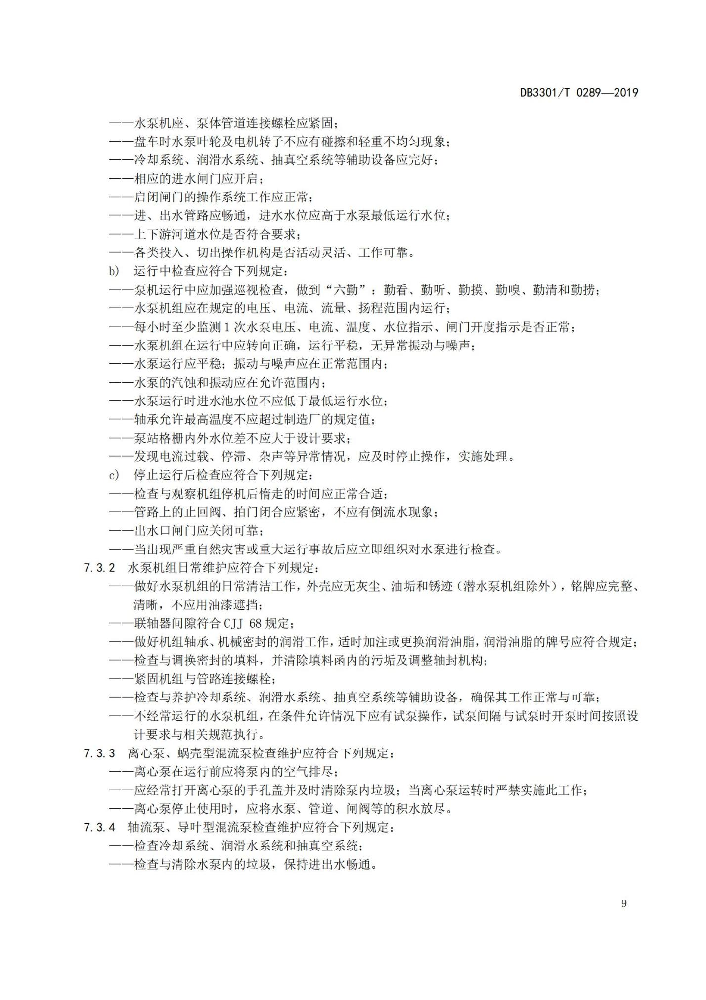 DB3301/T 0289—2019
——水泵机座、泵体管道连接螺栓应紧固；
——盘车时水泵叶轮及电机转子不应有碰擦和轻重不均匀现象；
——冷却系统、润滑水系统、抽真空系统等辅助设备应完好；
——相应的进水闸门应开启；
——启闭闸门的操作系统工作应正常；
——进、出水管路应畅通，进水水位应高于水泵最低运行水位；
——上下游河道水位是否符合要求；
——各类投入、切出操作机构是否活动灵活、工作可靠。
b) 运行中检查应符合下列规定：
——泵机运行中应加强巡视检查，做到“六勤”：勤看、勤听、勤摸、勤嗅、勤清和勤捞；
——水泵机组应在规定的电压、电流、流量、扬程范围内运行；
——每小时至少监测 1 次水泵电压、电流、温度、水位指示、闸门开度指示是否正常；
——水泵机组在运行中应转向正确，运行平稳，无异常振动与噪声；
——水泵运行应平稳；振动与噪声应在正常范围内；
——水泵的汽蚀和振动应在允许范围内；
——水泵运行时进水池水位不应低于最低运行水位；
——轴承允许最高温度不应超过制造厂的规定值；
——泵站格栅内外水位差不应大于设计要求；
——发现电流过载、停滞、杂声等异常情况，应及时停止操作，实施处理。
c) 停止运行后检查应符合下列规定：
——检查与观察机组停机后惰走的时间应正常合适；
——管路上的止回阀、拍门闭合应紧密，不应有倒流水现象；
——出水口闸门应关闭可靠；
——当出现严重自然灾害或重大运行事故后应立即组织对水泵进行检查。
7.3.2 水泵机组日常维护应符合下列规定：
——做好水泵机组的日常清洁工作，外壳应无灰尘、油垢和锈迹（潜水泵机组除外），铭牌应完整、
清晰，不应用油漆遮挡；
——联轴器间隙符合 CJJ 68 规定；
——做好机组轴承、机械密封的润滑工作，适时加注或更换润滑油脂，润滑油脂的牌号应符合规定；
——检查与调换密封的填料，并清除填料函内的污垢及调整轴封机构；
——紧固机组与管路连接螺栓；
——检查与养护冷却系统、润滑水系统、抽真空系统等辅助设备，确保其工作正常与可靠；
——不经常运行的水泵机组，在条件允许情况下应有试泵操作，试泵间隔与试泵时开泵时间按照设
计要求与相关规范执行。
7.3.3 离心泵、蜗壳型混流泵检查维护应符合下列规定：
——离心泵在运行前应将泵内的空气排尽；
——应经常打开离心泵的手孔盖并及时清除泵内垃圾；当离心泵运转时严禁实施此工作；
——离心泵停止使用时，应将水泵、管道、闸阀等的积水放尽。
7.3.4 轴流泵、导叶型混流泵检查维护应符合下列规定：
——检查冷却系统、润滑水系统和抽真空系统；
——检查与清除水泵内的垃圾，保持进出水畅通。
9